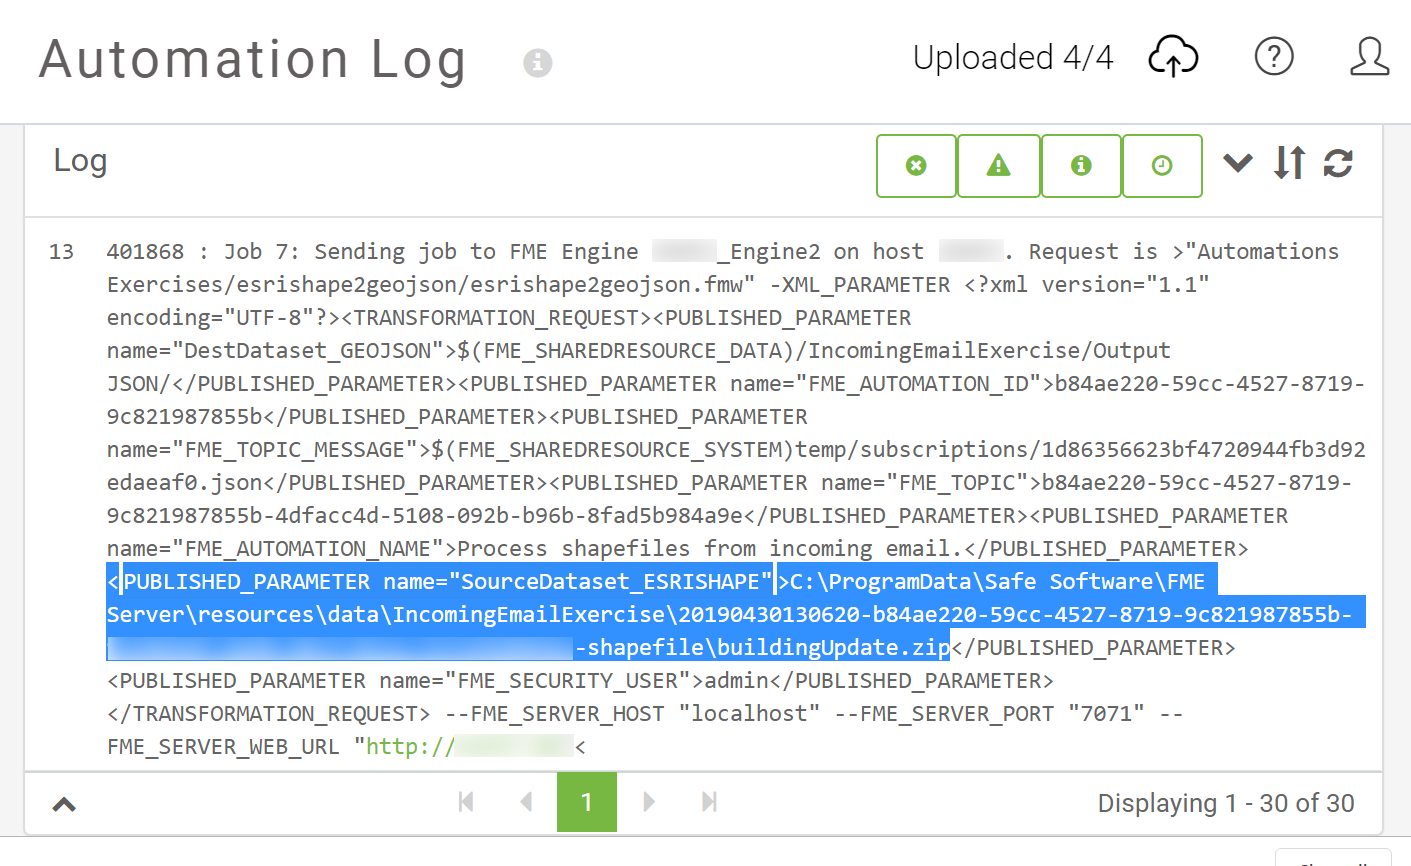 Automation Log
Uploaded 4/4
Log
13 401868 : Job 7: Sending job to FME Engine _Engine2 on host . Request is >"Automations
Exercises/esrishape2geojson/esrishape2geojson.fmw" -XML_PARAMETER <?xml version="1.1"
encoding="UTF-8"?><TRANSFORMATION_REQUEST><PUBLISHED_PARAMETER
name="DestDataset_GEOJSON">$(FME_SHAREDRESOURCE_DATA)/IncomingEmailExercise/Output
JSON/</PUBLISHED_PARAMETER><PUBLISHED_PARAMETER name="FME_AUTOMATION_ID">b84ae220-59cc-4527-8719-
9c821987855b</PUBLISHED_PARAMETER><PUBLISHED_PARAMETER
name="FME_TOPIC_MESSAGE">$(FME_SHAREDRESOURCE_SYSTEM)temp/subscriptions/1d86356623bf4720944fb3d92
edaeaf0.json</PUBLISHED_PARAMETER><PUBLISHED_PARAMETER name="FME_TOPIC">b84ae220-59cc-4527-8719-
9c821987855b-4dfacc4d-5108-092b-b96b-8fad5b984a9e</PUBLISHED_PARAMETER><PUBLISHED_PARAMETER
name="FME_AUTOMATION_NAME">Process shapefiles from incoming email.</PUBLISHED_PARAMETER>
<PUBLISHED_PARAMETER name="SourceDataset_ESRISHAPE">C:\ProgramData\Safe Software\FME
Server\resources\data\IncomingEmailExercise\20190430130620-b84ae220-59cc-4527-8719-9c821987855b-
-shapefile\buildingUpdate.zip</PUBLISHED_PARAMETER>
<PUBLISHED_PARAMETER name="FME_SECURITY_USER">admin</PUBLISHED_PARAMETER>
</TRANSFORMATION_REQUEST> --FME_SERVER_HOST "localhost" --FME_SERVER_PORT "7071" --
FME_SERVER_WEB_URL "http://<
1
Displaying 1 - 30 of 30